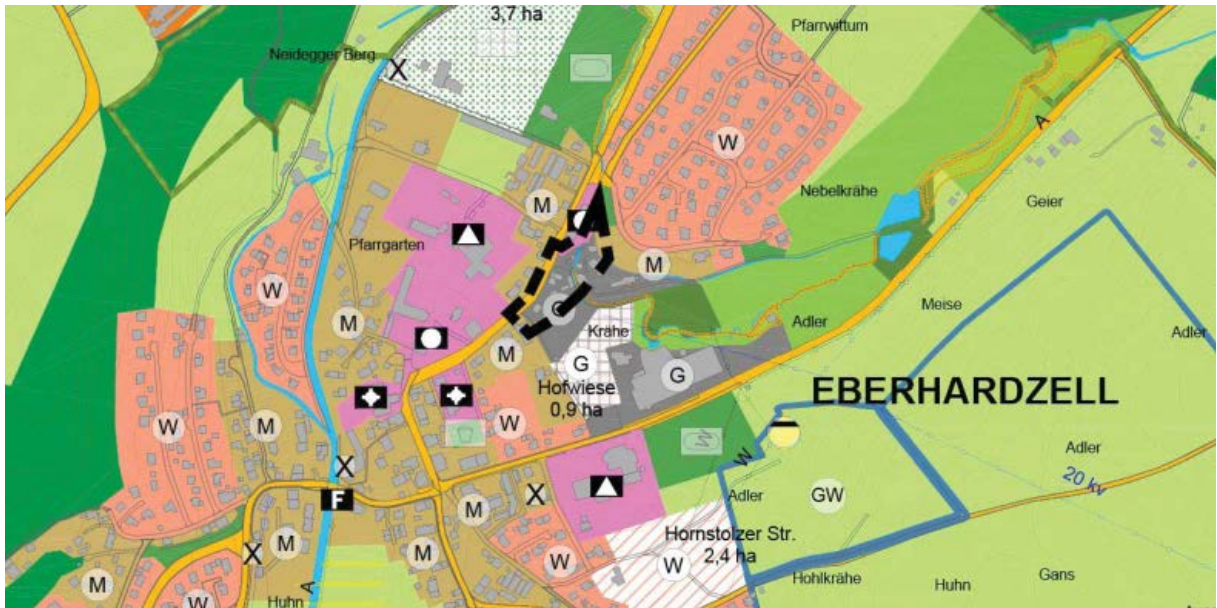 3,7 ha
Pfarrwittum
Neidegger Berg
X
W
A
Nebelkrähe
Geier
M
Pfarrgarten
M
W
M
Meise
G
Krähe
Adler
Adler
M
M
G
G
Hofwiese
0,9 ha
EBERHARDZELL
W
M
W
Adler
X
W
20 kv
F
X
Adler
GW
M
Hornstolzer Str.
2,4 ha
X
M
M
W
W
Hohlkrähe
Huhn
Gans
M
A
W
Huhn